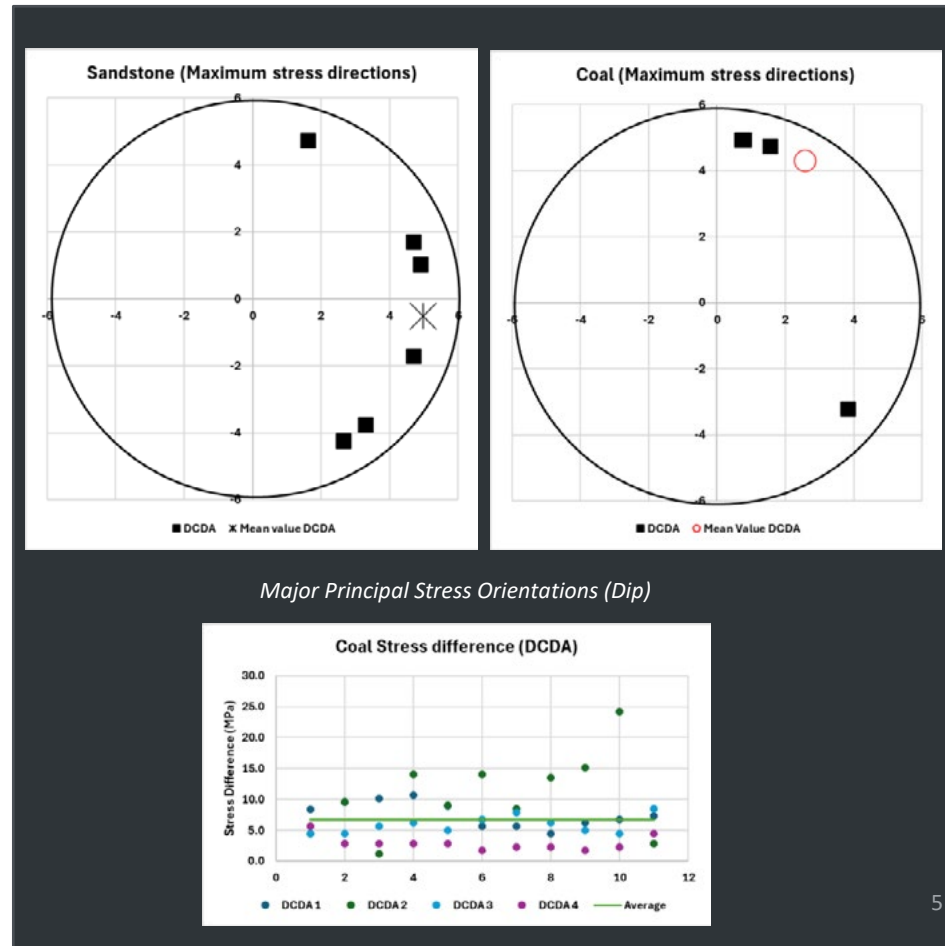 Sandstone (Maximum stress directions)
6
4
2
0
-6 -4 -2 0 2 4 6
-2
-4
-6
DCDA Mean value DCDA
Coal (Maximum stress directions)
6
4
2
0
-6 -4 -2 0 2 4 6
-2
-4
-6
DCDA Mean Value DCDA
Major Principal Stress Orientations (Dip)
Coal Stress difference (DCDA)
Stress Difference (MPa)
30.0
25.0
20.0
15.0
10.0
5.0
0.0
0 2 4 6 8 10 12
DCDA 1 DCDA 2 DCDA 3 DCDA 4 Average
5